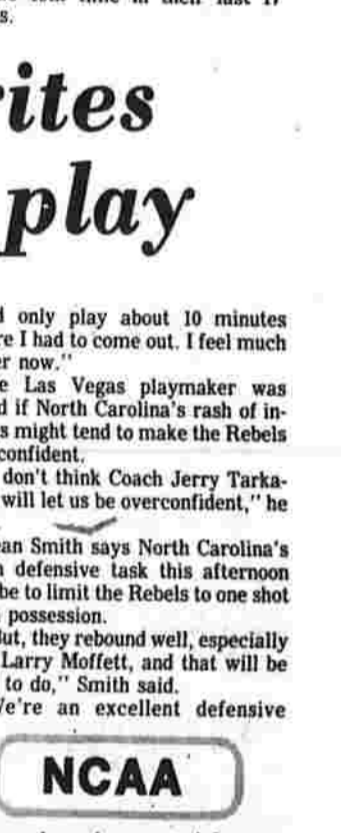 s.
ites
play
only play about 10 minutes
re I had to come out. I feel much
er now."
e Las Vegas playmaker was
d if North Carolina's rash of in-
s might tend to make the Rebels
confident.
don't think Coach Jerry Tarka-
will let us be overconfident," he
an Smith says North Carolina's
defensive task this afternoon
be to limit the Rebels to one shot
possession.
But, they rebound well, especially
Larry Moffett, and that will be
to do," Smith said.
We're an excellent defensive
NCAA